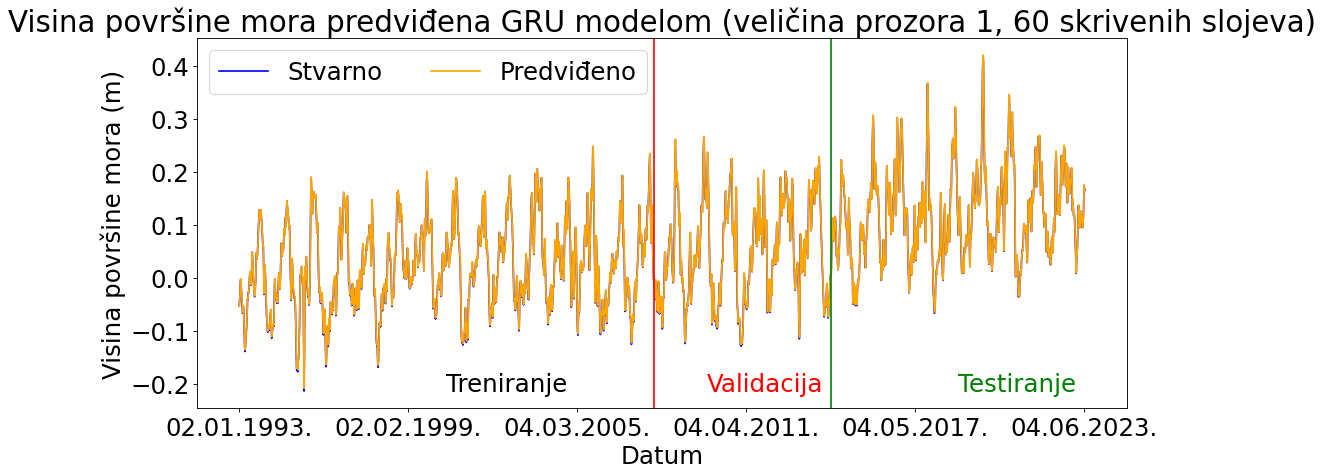 Visina površine mora predviđena GRU modelom (veličina prozora 1, 60 skrivenih slojeva)
Stvarno Predviđeno
Visina površine mora (m)
0.4
0.3
0.2
0.1
0.0
−0.1
−0.2
Treniranje Validacija Testiranje
02.01.1993. 02.02.1999. 04.03.2005. 04.04.2011. 04.05.2017. 04.06.2023.
Datum